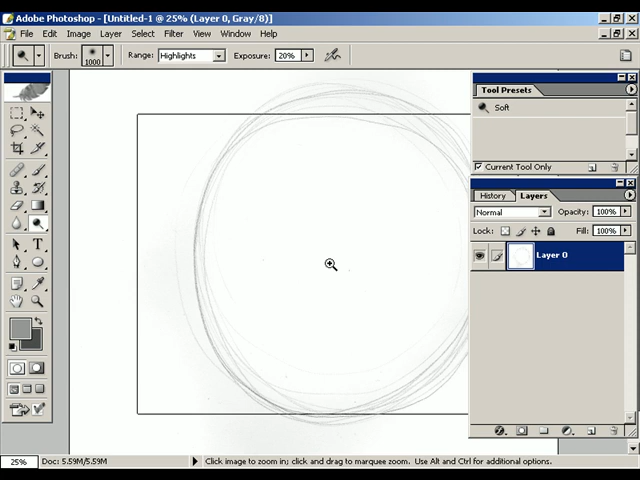 Adobe Photoshop - [Untitled-1 @ 25% (Layer 0, Gray/8)]
File Edit Image Layer Select Filter View Window Help
Brush: 1000 Range: Highlights Exposure: 20%
Tool Presets
Soft
Current Tool Only
History Layers
Normal Opacity: 100%
Lock: Fill: 100%
Layer 0
T
25% Doc: 5.59M/5.59M Click image to zoom in; click and drag to marquee zoom. Use Alt and Ctrl for additional options.